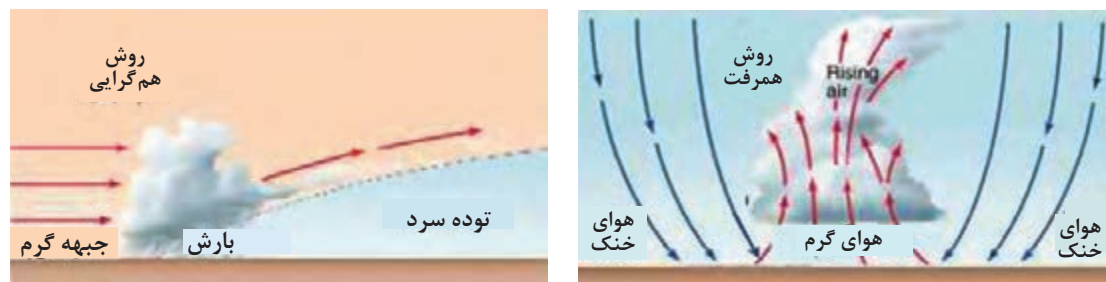 روش
هم‌گرایی
جبهه گرم
بارش
توده سرد
روش
همرفت
Rising
air
هوای
خنک
هوای گرم
هوای
خنک